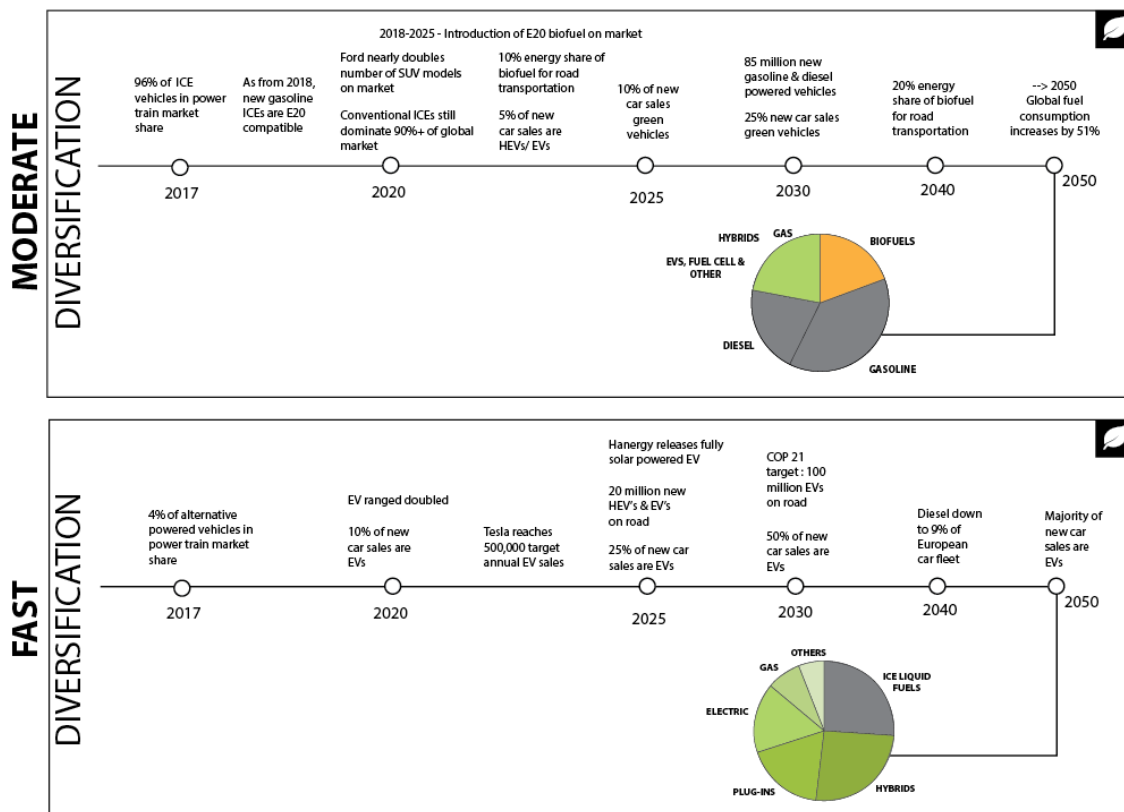 MODERATE
DIVERSIFICATION
2018-2025 - Introduction of E20 biofuel on market
96% of ICE
vehicles in power
train market
share
As from 2018,
new gasoline
ICEs are E20
compatible
Ford nearly doubles
number of SUV models
on market
Conventional ICEs still
dominate 90%+ of global
market
10% energy share of
biofuel for road
transportation
5% of new
car sales are
HEVs/ EVs
10% of new
car sales
green
vehicles
85 million new
gasoline & diesel
powered vehicles
25% new car sales
green vehicles
20% energy
share of biofuel
for road
transportation
--> 2050
Global fuel
consumption
increases by 51%
2017
2020
2025
2030
2040
2050
HYBRIDS
GAS
BIOFUELS
EVS, FUEL CELL &
OTHER
DIESEL
GASOLINE
FAST
DIVERSIFICATION
4% of alternative
powered vehicles in
power train market
share
EV ranged doubled
10% of new
car sales are
EVs
Tesla reaches
500,000 target
annual EV sales
Hanergy releases fully
solar powered EV
20 million new
HEV's & EV's
on road
25% of new car
sales are EVs
COP 21
target : 100
million EVs
on road
50% of new
car sales are
EVs
Diesel down
to 9% of
European
car fleet
Majority of
new car
sales are
EVs
2017
2020
2025
2030
2040
2050
OTHERS
GAS
ICE LIQUID
FUELS
ELECTRIC
PLUG-INS
HYBRIDS